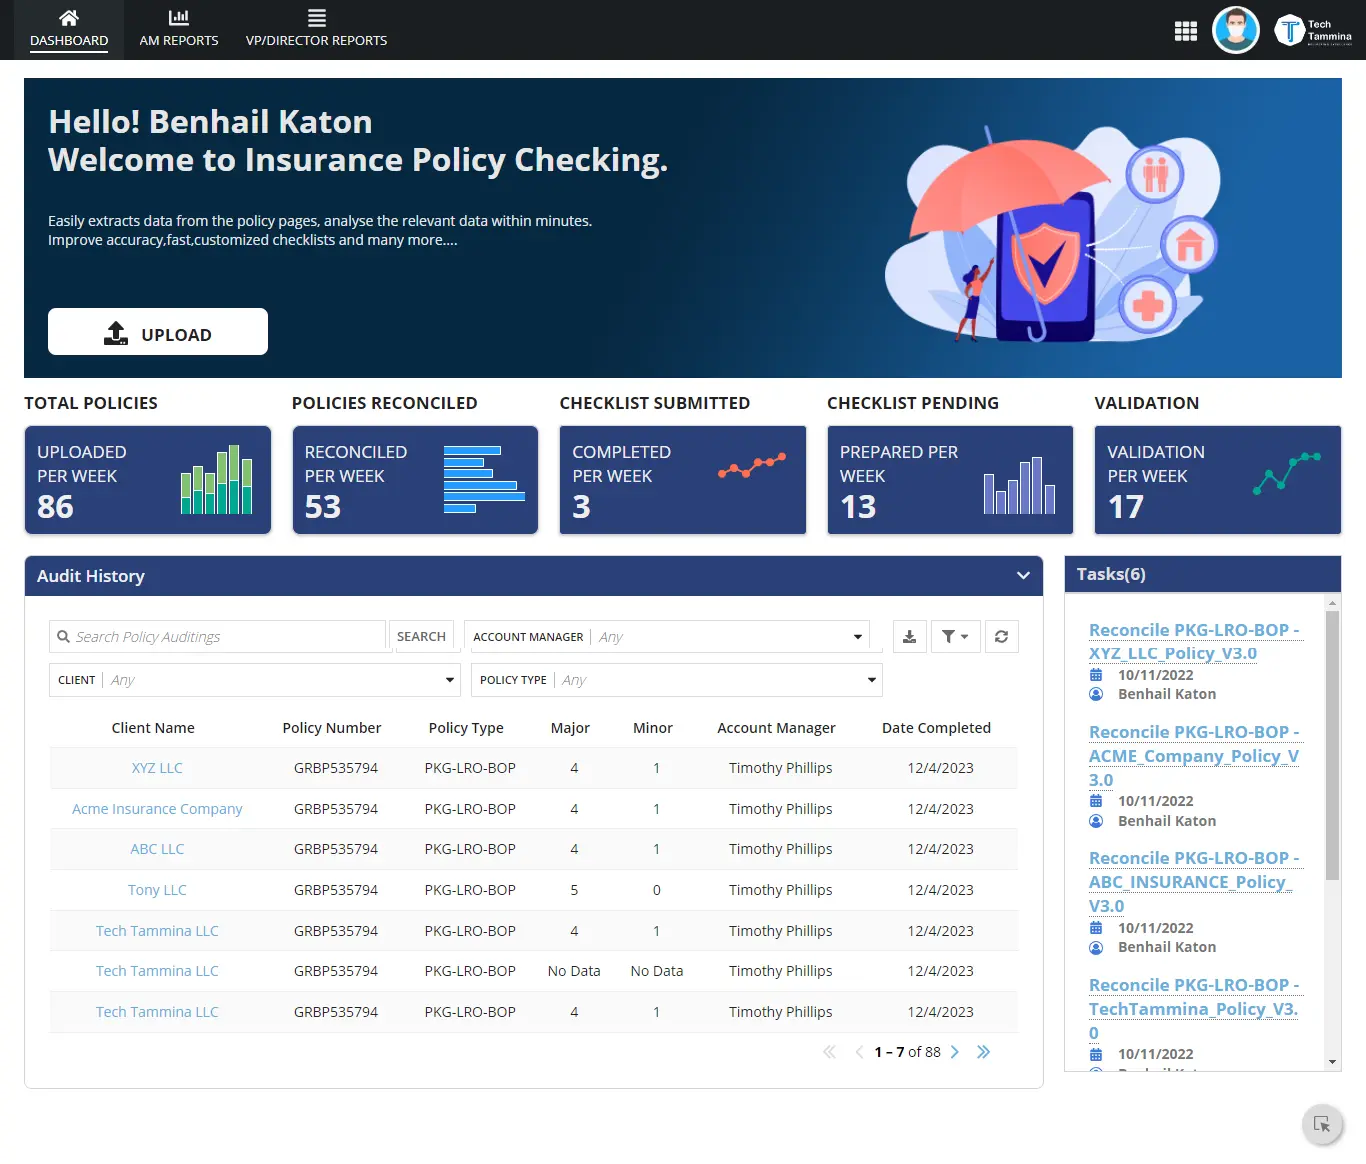 DASHBOARD
AM REPORTS
VP/DIRECTOR REPORTS
Tech
Tammina
Hello! Benhail Katon
Welcome to Insurance Policy Checking.
Easily extracts data from the policy pages, analyse the relevant data within minutes.
Improve accuracy,fast,customized checklists and many more....
UPLOAD
TOTAL POLICIES
UPLOADED
PER WEEK
86
POLICIES RECONCILED
RECONCILED
PER WEEK
53
CHECKLIST SUBMITTED
COMPLETED
PER WEEK
3
CHECKLIST PENDING
PREPARED PER
WEEK
13
VALIDATION
VALIDATION
PER WEEK
17
Audit History
Search Policy Auditings
SEARCH
ACCOUNT MANAGER Any
CLIENT Any
POLICY TYPE Any
Client Name Policy Number Policy Type Major Minor Account Manager Date Completed
XYZ LLC GRBP535794 PKG-LRO-BOP 4 1 Timothy Phillips 12/4/2023
Acme Insurance Company GRBP535794 PKG-LRO-BOP 4 1 Timothy Phillips 12/4/2023
ABC LLC GRBP535794 PKG-LRO-BOP 4 1 Timothy Phillips 12/4/2023
Tony LLC GRBP535794 PKG-LRO-BOP 5 0 Timothy Phillips 12/4/2023
Tech Tammina LLC GRBP535794 PKG-LRO-BOP 4 1 Timothy Phillips 12/4/2023
Tech Tammina LLC GRBP535794 PKG-LRO-BOP No Data No Data Timothy Phillips 12/4/2023
Tech Tammina LLC GRBP535794 PKG-LRO-BOP 4 1 Timothy Phillips 12/4/2023
1 – 7 of 88
Tasks(6)
Reconcile PKG-LRO-BOP -
XYZ_LLC_Policy_V3.0
10/11/2022
Benhail Katon
Reconcile PKG-LRO-BOP -
ACME_Company_Policy_V
3.0
10/11/2022
Benhail Katon
Reconcile PKG-LRO-BOP -
ABC_INSURANCE_Policy_
V3.0
10/11/2022
Benhail Katon
Reconcile PKG-LRO-BOP -
TechTammina_Policy_V3.
0
10/11/2022